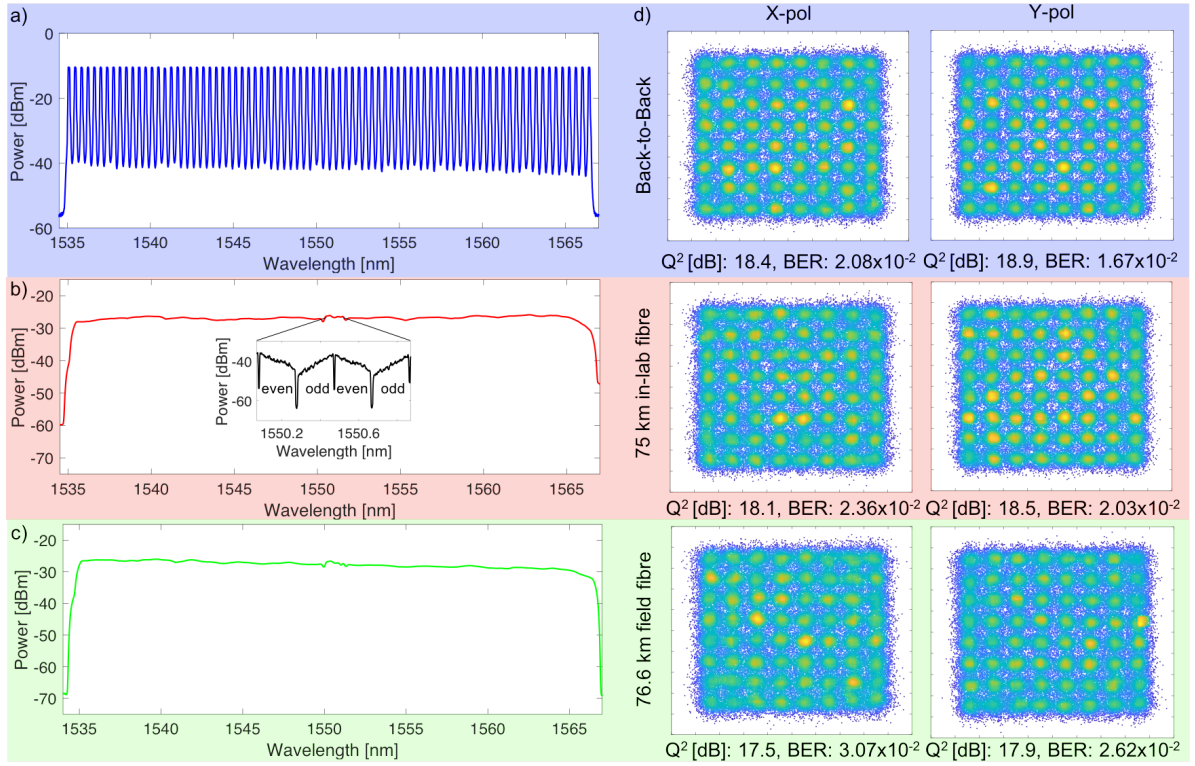 a)
0
-20
-40
-60
Power [dBm]
1535 1540 1545 1550 1555 1560 1565
Wavelength [nm]
b)
-20
-30
-40
-50
-60
-70
Power [dBm]
-40
-60
Power [dBm]
even odd even odd
1550.2 1550.6
Wavelength [nm]
1535 1540 1545 1550 1555 1560 1565
Wavelength [nm]
c)
-20
-30
-40
-50
-60
-70
Power [dBm]
1535 1540 1545 1550 1555 1560 1565
Wavelength [nm]
d)
X-pol Y-pol
Back-to-Back
Q² [dB]: 18.4, BER: 2.08x10⁻² Q² [dB]: 18.9, BER: 1.67x10⁻²
75 km in-lab fibre
Q² [dB]: 18.1, BER: 2.36x10⁻² Q² [dB]: 18.5, BER: 2.03x10⁻²
76.6 km field fibre
Q² [dB]: 17.5, BER: 3.07x10⁻² Q² [dB]: 17.9, BER: 2.62x10⁻²